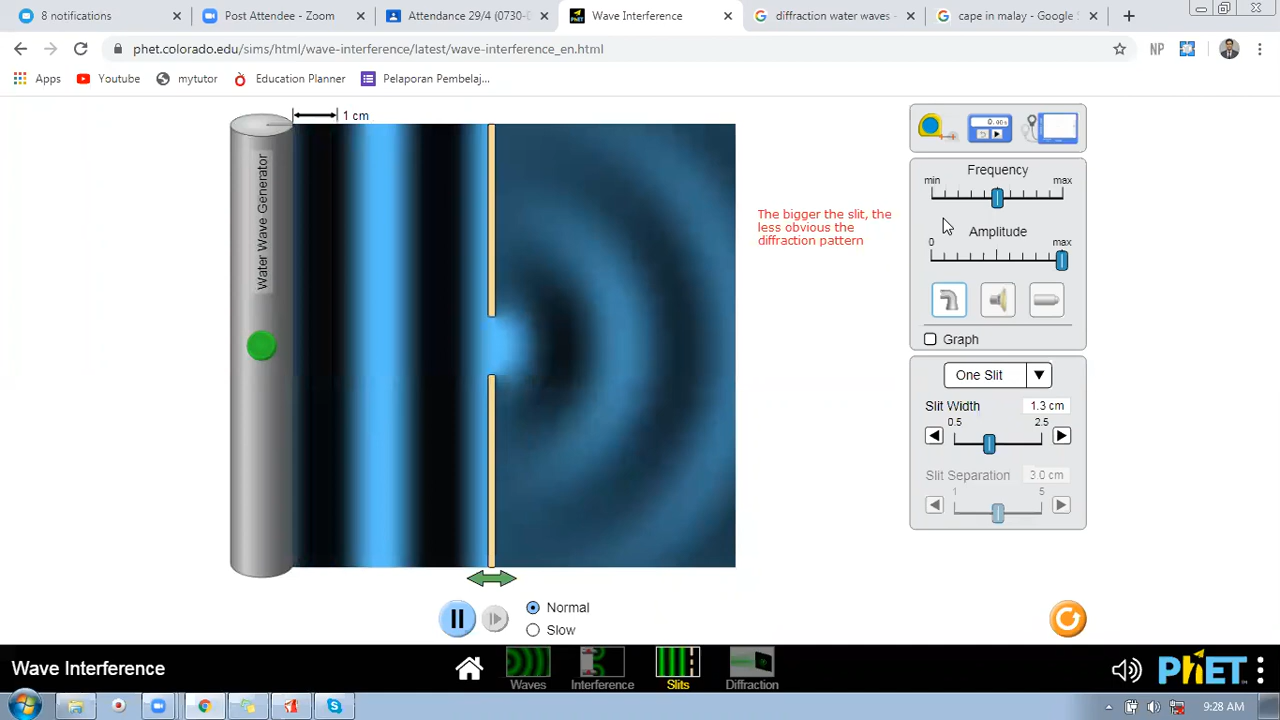 8 notifications
Post Attendee - Zoom
Attendance 29/4 (0730-
Wave Interference
diffraction water waves -
cape in maty - Google S
phet.colorado.edu/sims/html/wave-interference/latest/wave-interference_en.html
NP
Apps
Youtube
mytutor
Education Planner
Pelaporan Pembelaj...
1 cm
Water Wave Generator
The bigger the slit, the
less obvious the
diffraction pattern
0.00s
Frequency
min
max
Amplitude
0
max
Graph
One Slit
Slit Width
1.3 cm
0.5
2.5
Slit Separation
3.0 cm
1
5
Normal
Slow
Wave Interference
Waves
Interference
Slits
Diffraction
PhET
9:28 AM